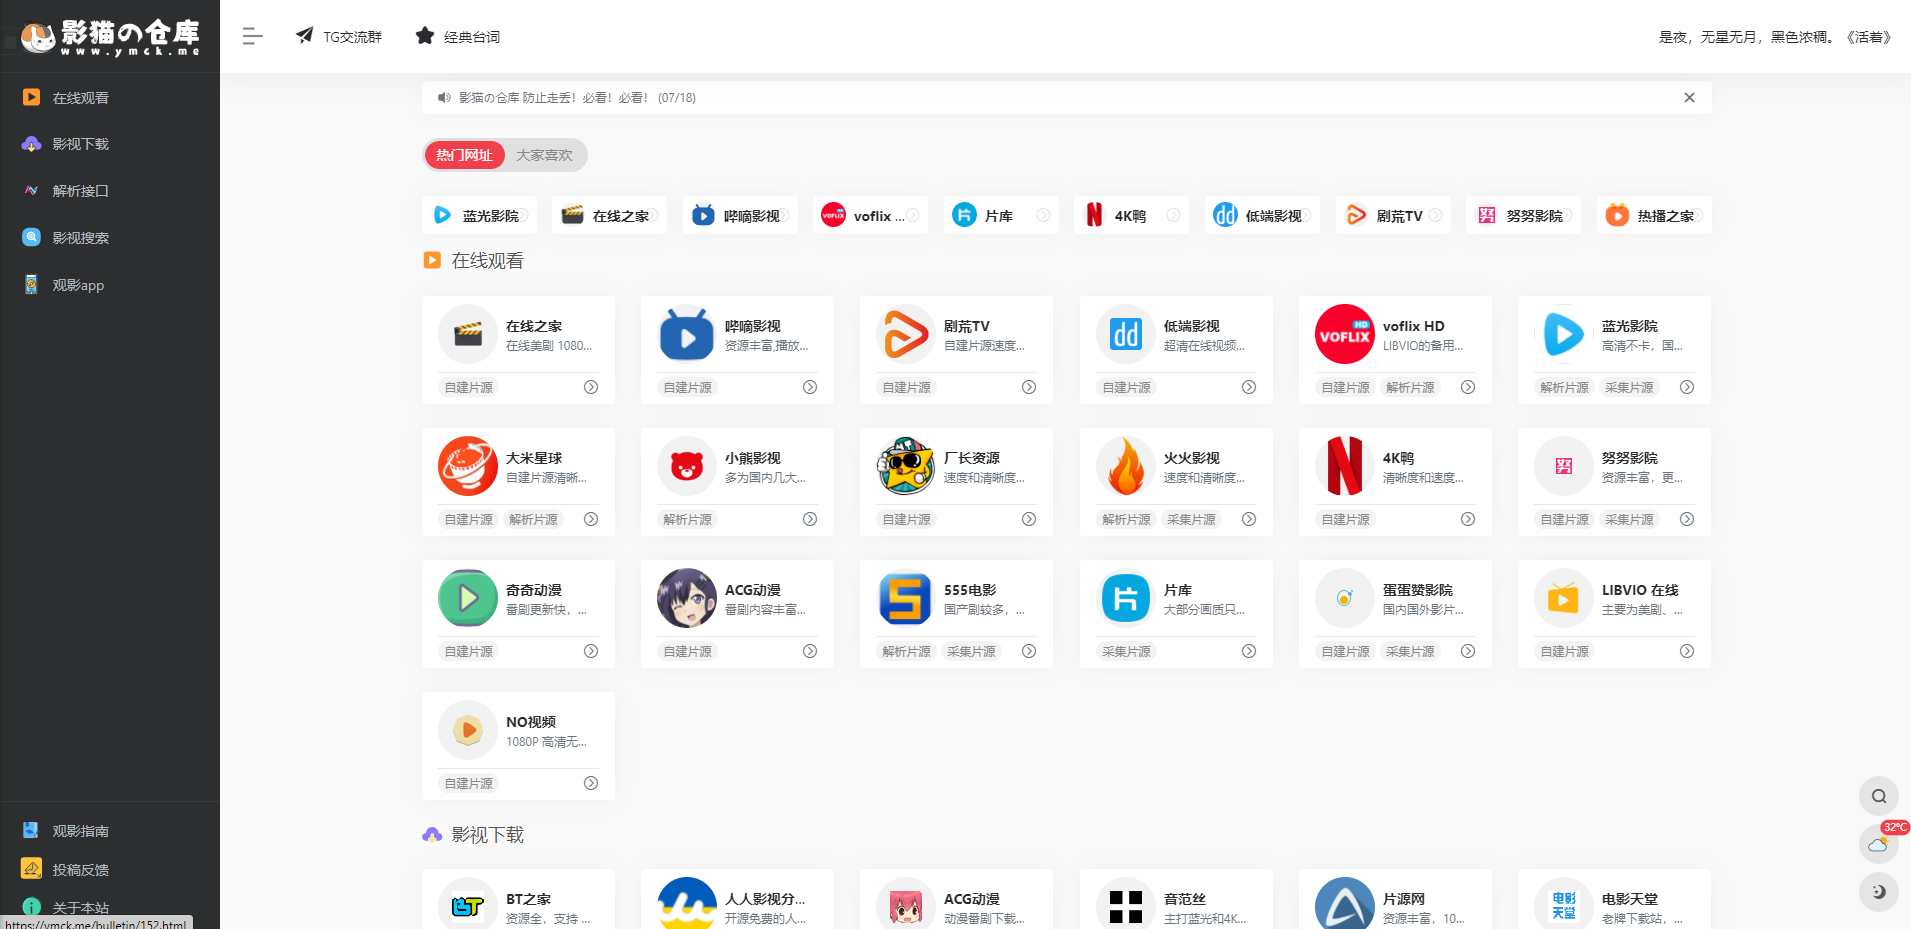 影猫の仓库
www.ymck.me
TG交流群
经典台词
是夜，无星无月，黑色浓稠。《活着》
在线观看
影视下载
解析接口
影视搜索
观影app
观影指南
投稿反馈
关于本站
https://ymck.me/bulletin/152.html
影猫の仓库 防止走丢！必看！必看！ (07/18)
热门网址
大家喜欢
蓝光影院
在线之家
哔嘀影视
voflix ...
片库
4K鸭
低端影视
剧荒TV
努努影院
热播之家
在线观看
在线之家
在线美剧 1080...
自建片源
哔嘀影视
资源丰富,播放...
自建片源
剧荒TV
自建片源速度...
自建片源
dd
低端影视
超清在线视频...
自建片源
VOFLIX HD
voflix HD
LIBVIO的备用...
自建片源 解析片源
蓝光影院
高清不卡，国...
解析片源 采集片源
大米星球
自建片源清晰...
自建片源 解析片源
小熊影视
多为国内几大...
解析片源
厂长资源
速度和清晰度...
自建片源
火火影视
速度和清晰度...
解析片源 采集片源
4K鸭
清晰度和速度...
自建片源
努
努努影院
资源丰富，更...
自建片源 采集片源
奇奇动漫
番剧更新快，...
自建片源
ACG动漫
番剧内容丰富...
自建片源
555电影
国产剧较多，...
解析片源 采集片源
片
片库
大部分画质只...
采集片源
蛋蛋赞影院
国内国外影片...
自建片源 采集片源
LIBVIO 在线
主要为美剧、...
自建片源
NO视频
1080P 高清无...
自建片源
32℃
影视下载
BT
BT之家
资源全，支持 ...
人人影视分...
开源免费的人...
ACG动漫
动漫番剧下载...
音范丝
主打蓝光和4K...
片源网
资源丰富，10...
电影
天堂
电影天堂
老牌下载站，...